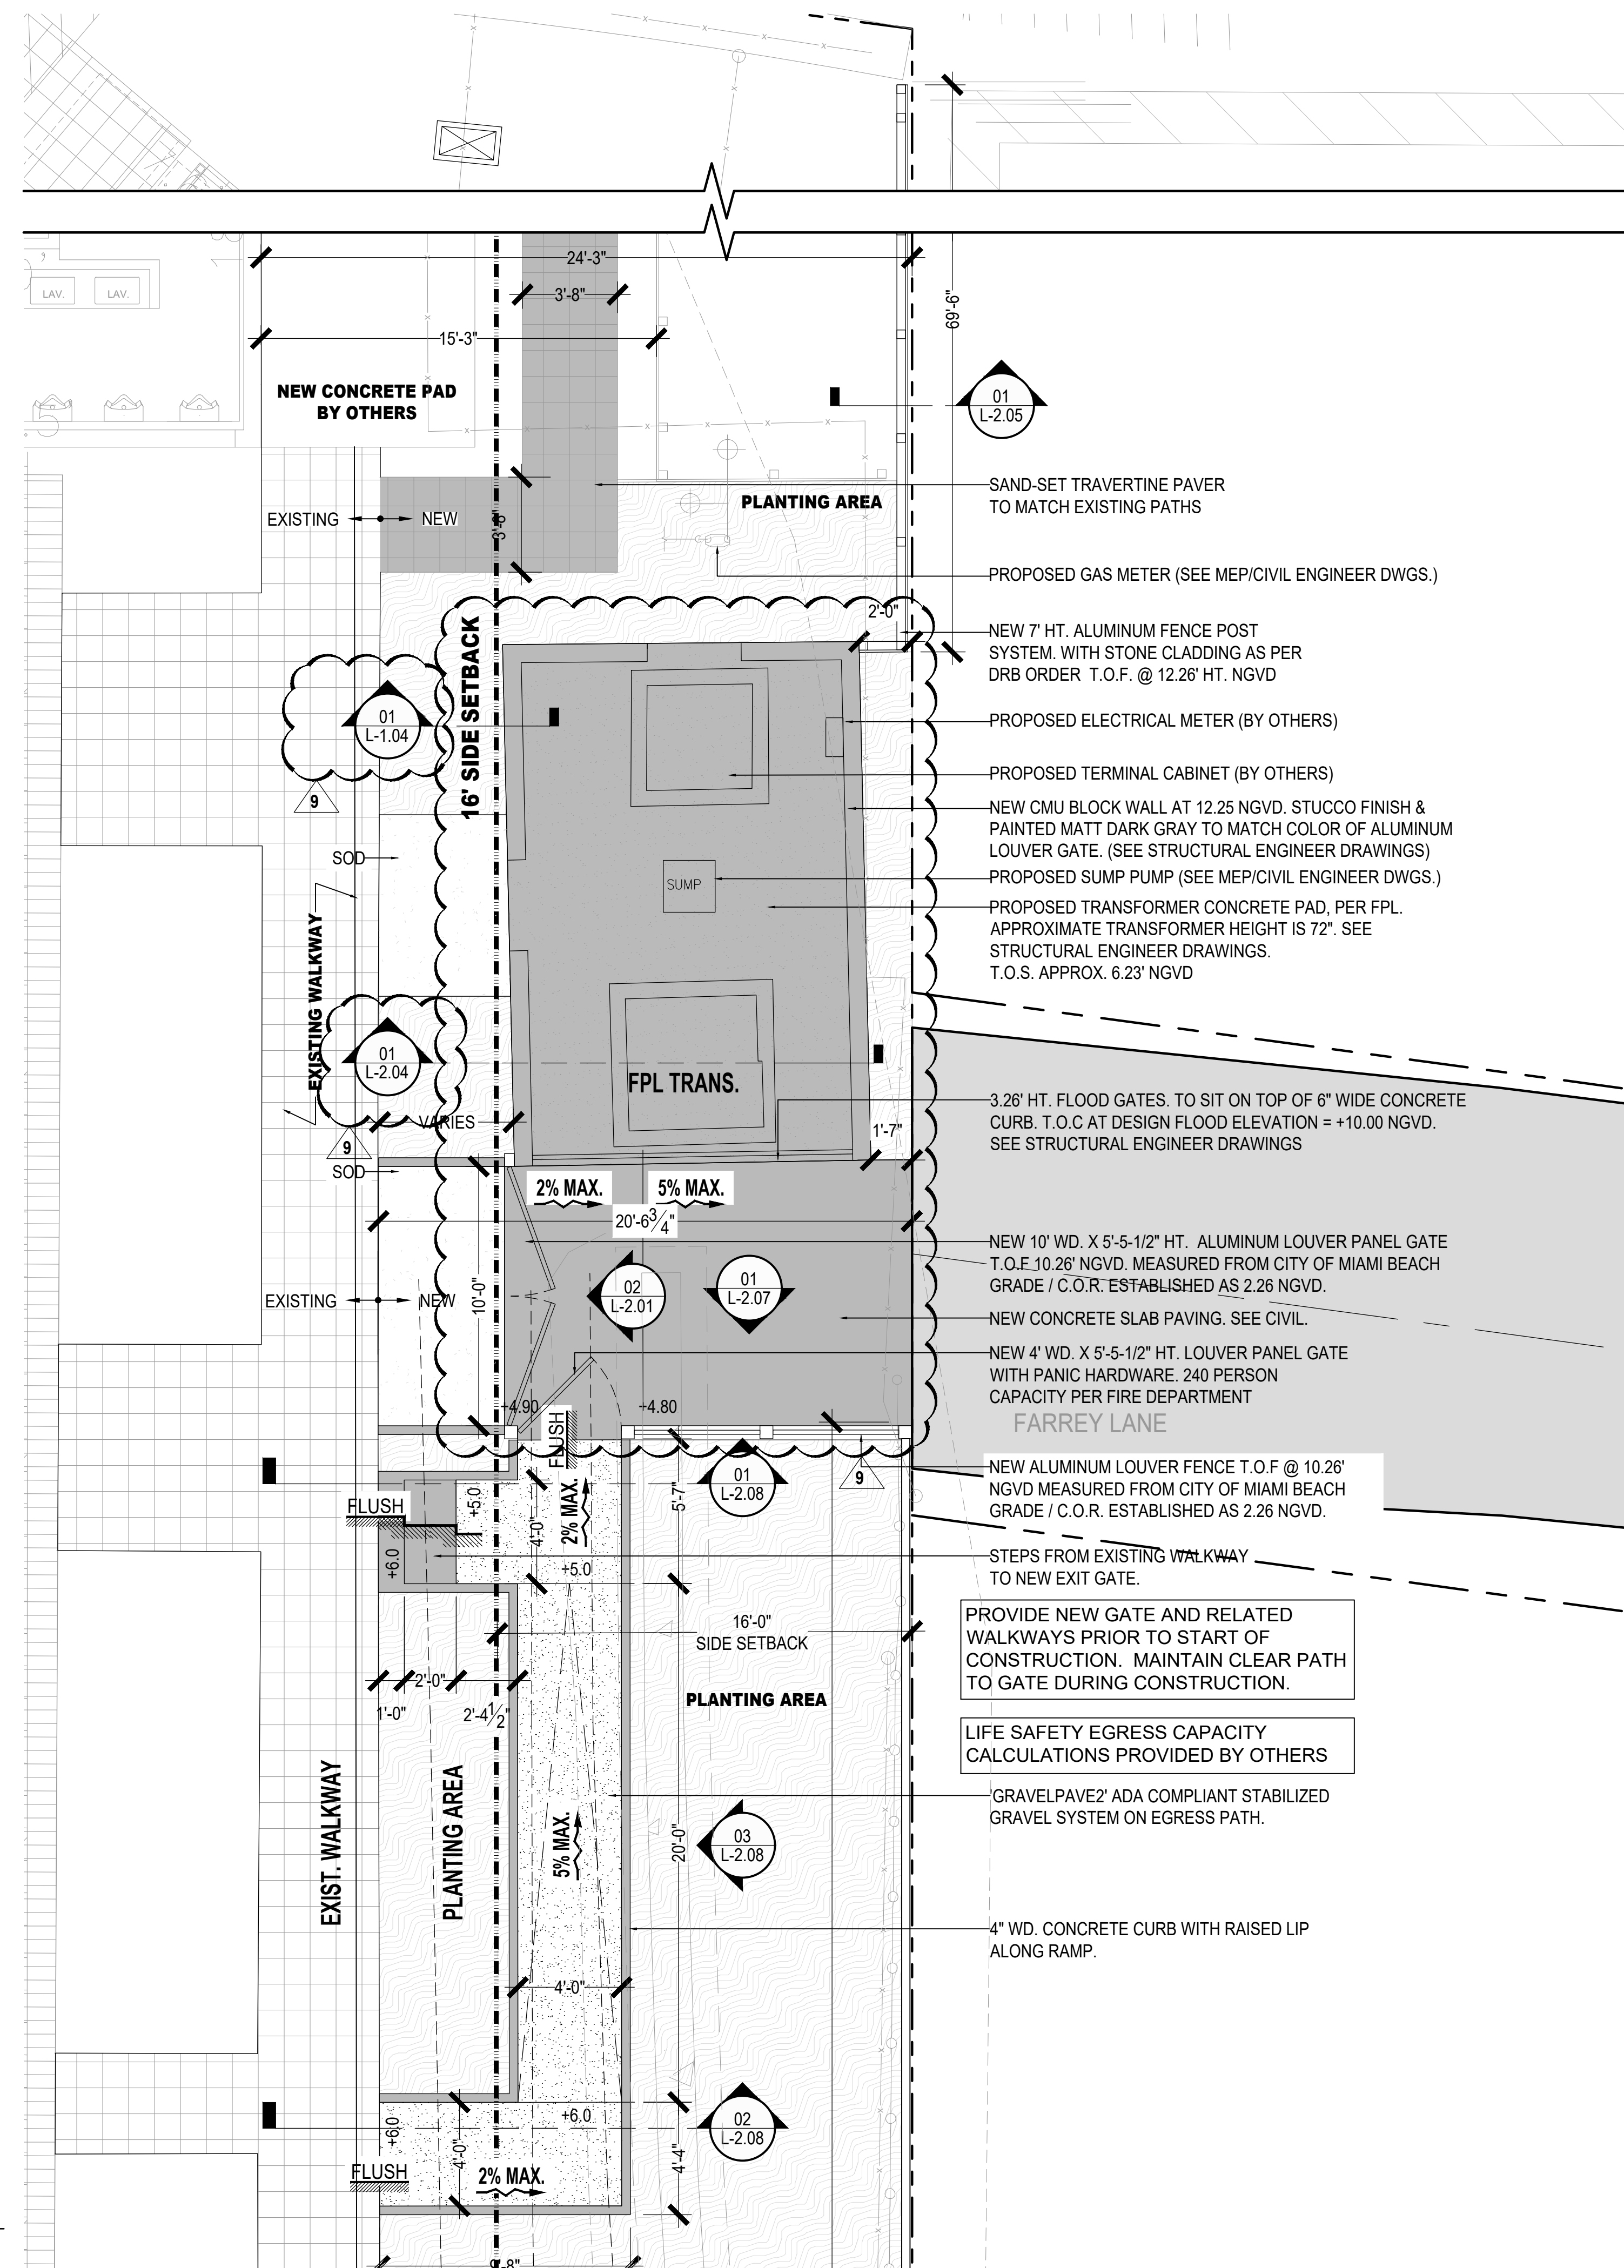 24'-3"
3'-8"
15'-3"
69'-6"
LAV.
LAV.
NEW CONCRETE PAD
BY OTHERS
01
L-2.05
SAND-SET TRAVERTINE PAVER
TO MATCH EXISTING PATHS
PLANTING AREA
EXISTING
NEW
PROPOSED GAS METER (SEE MEP/CIVIL ENGINEER DWGS.)
2'-0"
NEW 7' HT. ALUMINUM FENCE POST
SYSTEM. WITH STONE CLADDING AS PER
DRB ORDER T.O.F. @ 12.26' HT. NGVD
16' SIDE SETBACK
01
L-1.04
9
PROPOSED ELECTRICAL METER (BY OTHERS)
PROPOSED TERMINAL CABINET (BY OTHERS)
NEW CMU BLOCK WALL AT 12.25 NGVD. STUCCO FINISH &
PAINTED MATT DARK GRAY TO MATCH COLOR OF ALUMINUM
LOUVER GATE. (SEE STRUCTURAL ENGINEER DRAWINGS)
SOD
SUMP
PROPOSED SUMP PUMP (SEE MEP/CIVIL ENGINEER DWGS.)
PROPOSED TRANSFORMER CONCRETE PAD, PER FPL.
APPROXIMATE TRANSFORMER HEIGHT IS 72". SEE
STRUCTURAL ENGINEER DRAWINGS.
T.O.S. APPROX. 6.23' NGVD
EXISTING WALKWAY
01
L-2.04
FPL TRANS.
VARIES
9
1'-7"
3.26' HT. FLOOD GATES. TO SIT ON TOP OF 6" WIDE CONCRETE
CURB. T.O.C AT DESIGN FLOOD ELEVATION = +10.00 NGVD.
SEE STRUCTURAL ENGINEER DRAWINGS
SOD
2% MAX.
5% MAX.
20'-6 3/4"
10'-0"
EXISTING
NEW
02
L-2.01
01
L-2.07
NEW 10' WD. X 5'-5-1/2" HT. ALUMINUM LOUVER PANEL GATE
T.O.F 10.26' NGVD. MEASURED FROM CITY OF MIAMI BEACH
GRADE / C.O.R. ESTABLISHED AS 2.26 NGVD.
NEW CONCRETE SLAB PAVING. SEE CIVIL.
NEW 4' WD. X 5'-5-1/2" HT. LOUVER PANEL GATE
WITH PANIC HARDWARE. 240 PERSON
CAPACITY PER FIRE DEPARTMENT
FARREY LANE
+4.90
+4.80
FLUSH
9
NEW ALUMINUM LOUVER FENCE T.O.F @ 10.26'
NGVD MEASURED FROM CITY OF MIAMI BEACH
GRADE / C.O.R. ESTABLISHED AS 2.26 NGVD.
01
L-2.08
5'-7"
2% MAX.
4'-0"
+5.0
FLUSH
+6.0
+5.0
STEPS FROM EXISTING WALKWAY
TO NEW EXIT GATE.
16'-0"
SIDE SETBACK
PROVIDE NEW GATE AND RELATED
WALKWAYS PRIOR TO START OF
CONSTRUCTION. MAINTAIN CLEAR PATH
TO GATE DURING CONSTRUCTION.
2'-0"
1'-0"
2'-4 1/2"
PLANTING AREA
LIFE SAFETY EGRESS CAPACITY
CALCULATIONS PROVIDED BY OTHERS
'GRAVELPAVE2' ADA COMPLIANT STABILIZED
GRAVEL SYSTEM ON EGRESS PATH.
EXIST. WALKWAY
PLANTING AREA
5% MAX.
20'-0"
03
L-2.08
4" WD. CONCRETE CURB WITH RAISED LIP
ALONG RAMP.
4'-0"
+6.0
+6.0
4'-0"
02
L-2.08
4'-4"
FLUSH
2% MAX.